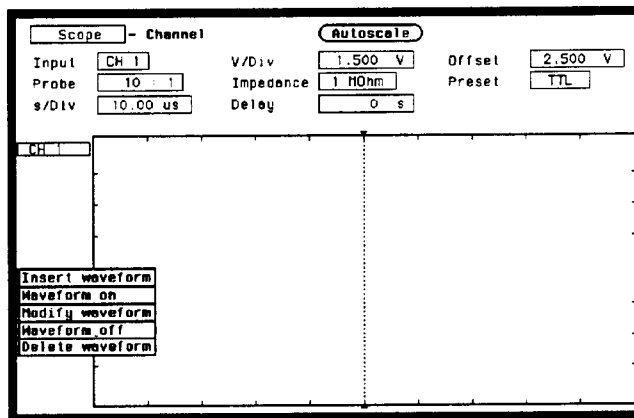 Scope - Channel Autoscale
Input CH 1 V/Div 1.500 V Offset 2.500 V
Probe 10 : 1 Impedance 1 MOhm Preset TTL
s/Div 10.00 us Delay 0 s
CH 1
Insert waveform
Waveform on
Modify waveform
Waveform off
Delete waveform